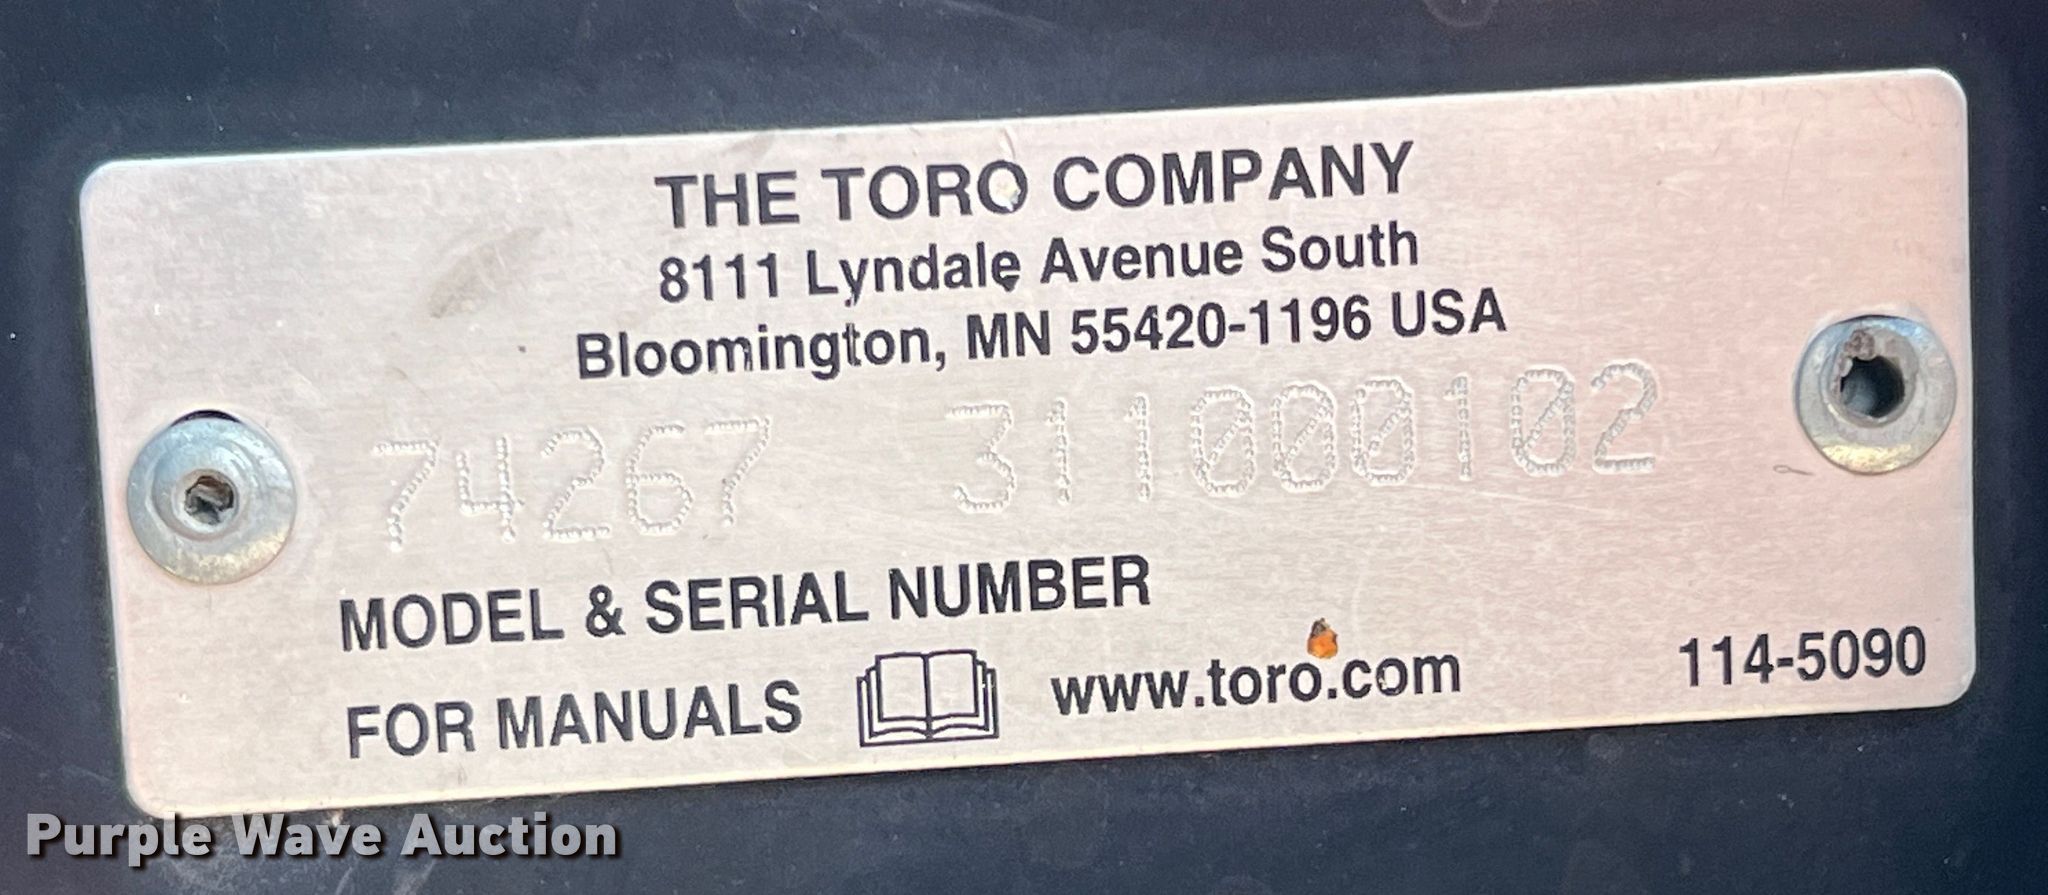 THE TORO COMPANY
8111 Lyndale Avenue South
Bloomington, MN 55420-1196 USA
74267 311000102
MODEL & SERIAL NUMBER
FOR MANUALS www.toro.com 114-5090
Purple Wave Auction